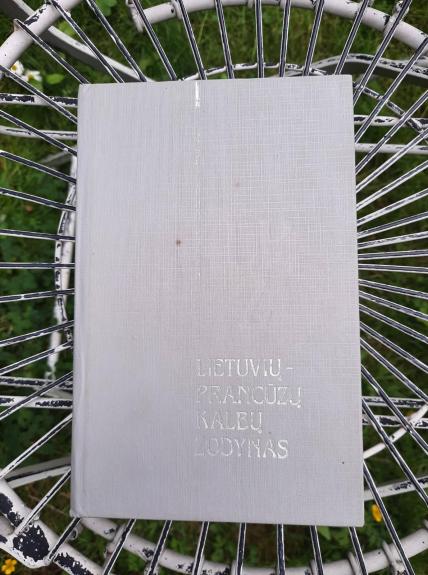 LIETUVIŲ-
PRANCŪZŲ
KALBŲ
ŽODYNAS